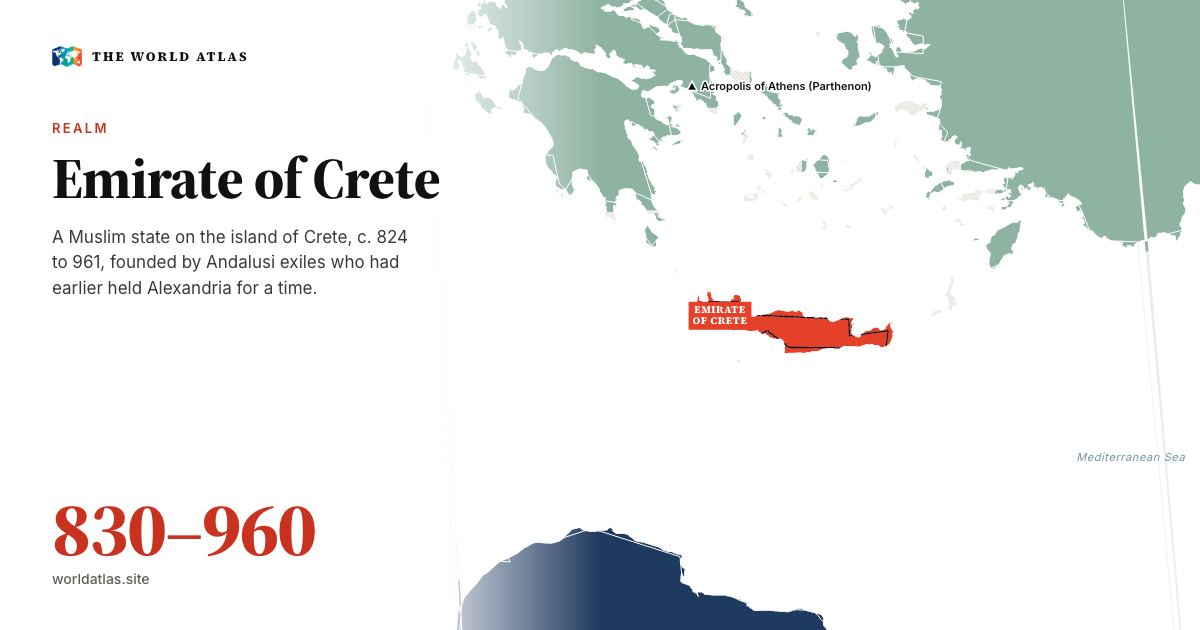 THE WORLD ATLAS
REALM
Emirate of Crete
A Muslim state on the island of Crete, c. 824
to 961, founded by Andalusi exiles who had
earlier held Alexandria for a time.
830–960
worldatlas.site
▲ Acropolis of Athens (Parthenon)
EMIRATE
OF CRETE
Mediterranean Sea